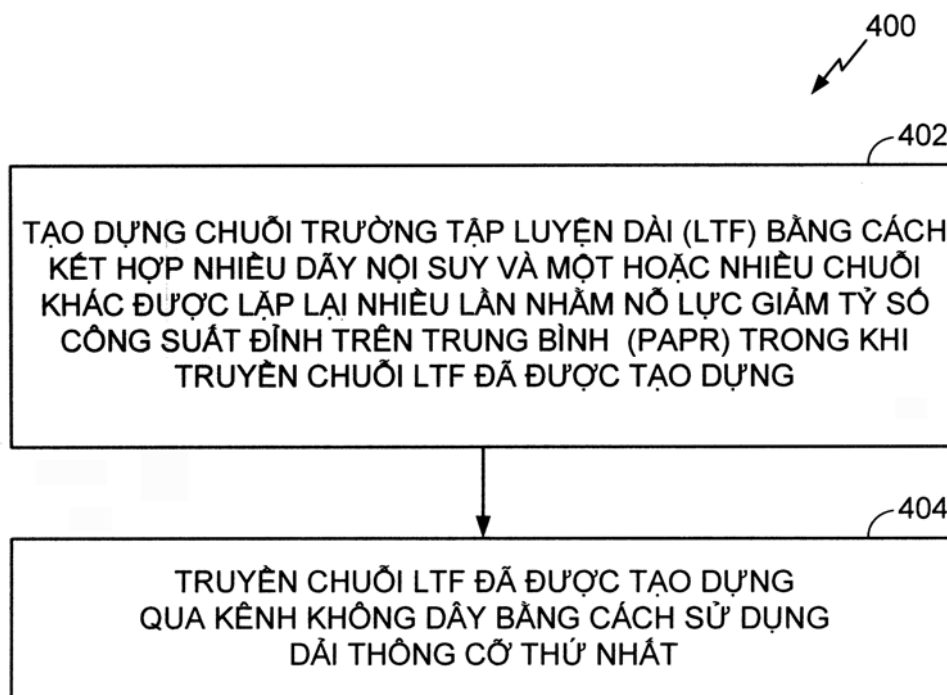 400
402
TẠO DỰNG CHUỖI TRƯỜNG TẬP LUYỆN DÀI (LTF) BẰNG CÁCH
KẾT HỢP NHIỀU DÃY NỘI SUY VÀ MỘT HOẶC NHIỀU CHUỖI
KHÁC ĐƯỢC LẶP LẠI NHIỀU LẦN NHẰM NỖ LỰC GIẢM TỶ SỐ
CÔNG SUẤT ĐỈNH TRÊN TRUNG BÌNH (PAPR) TRONG KHI
TRUYỀN CHUỖI LTF ĐÃ ĐƯỢC TẠO DỰNG
404
TRUYỀN CHUỖI LTF ĐÃ ĐƯỢC TẠO DỰNG
QUA KÊNH KHÔNG DÂY BẰNG CÁCH SỬ DỤNG
DẢI THÔNG CỠ THỨ NHẤT